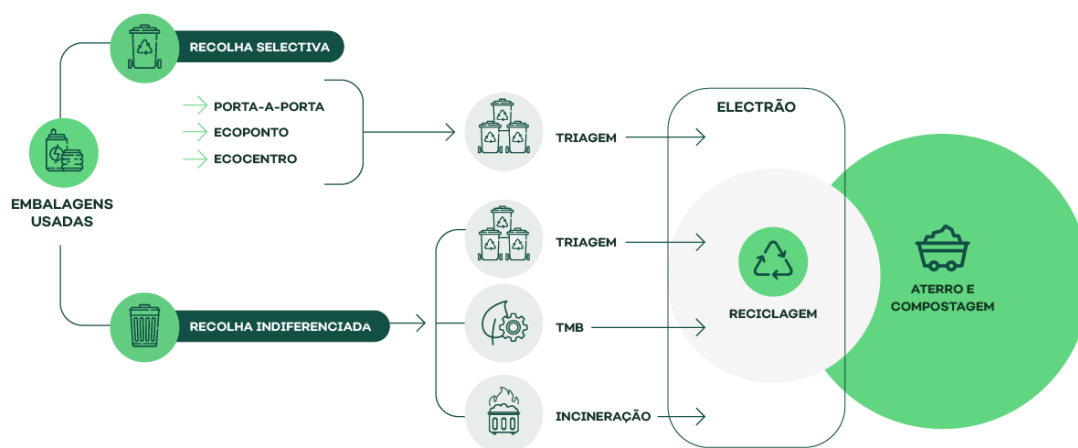 RECOLHA SELECTIVA
PORTA-A-PORTA
ECOPONTO
ECOCENTRO
EMBALAGENS
USADAS
RECOLHA INDIFERENCIADA
TRIAGEM
TRIAGEM
TMB
INCINERAÇÃO
ELECTRÃO
RECICLAGEM
ATERRO E
COMPOSTAGEM